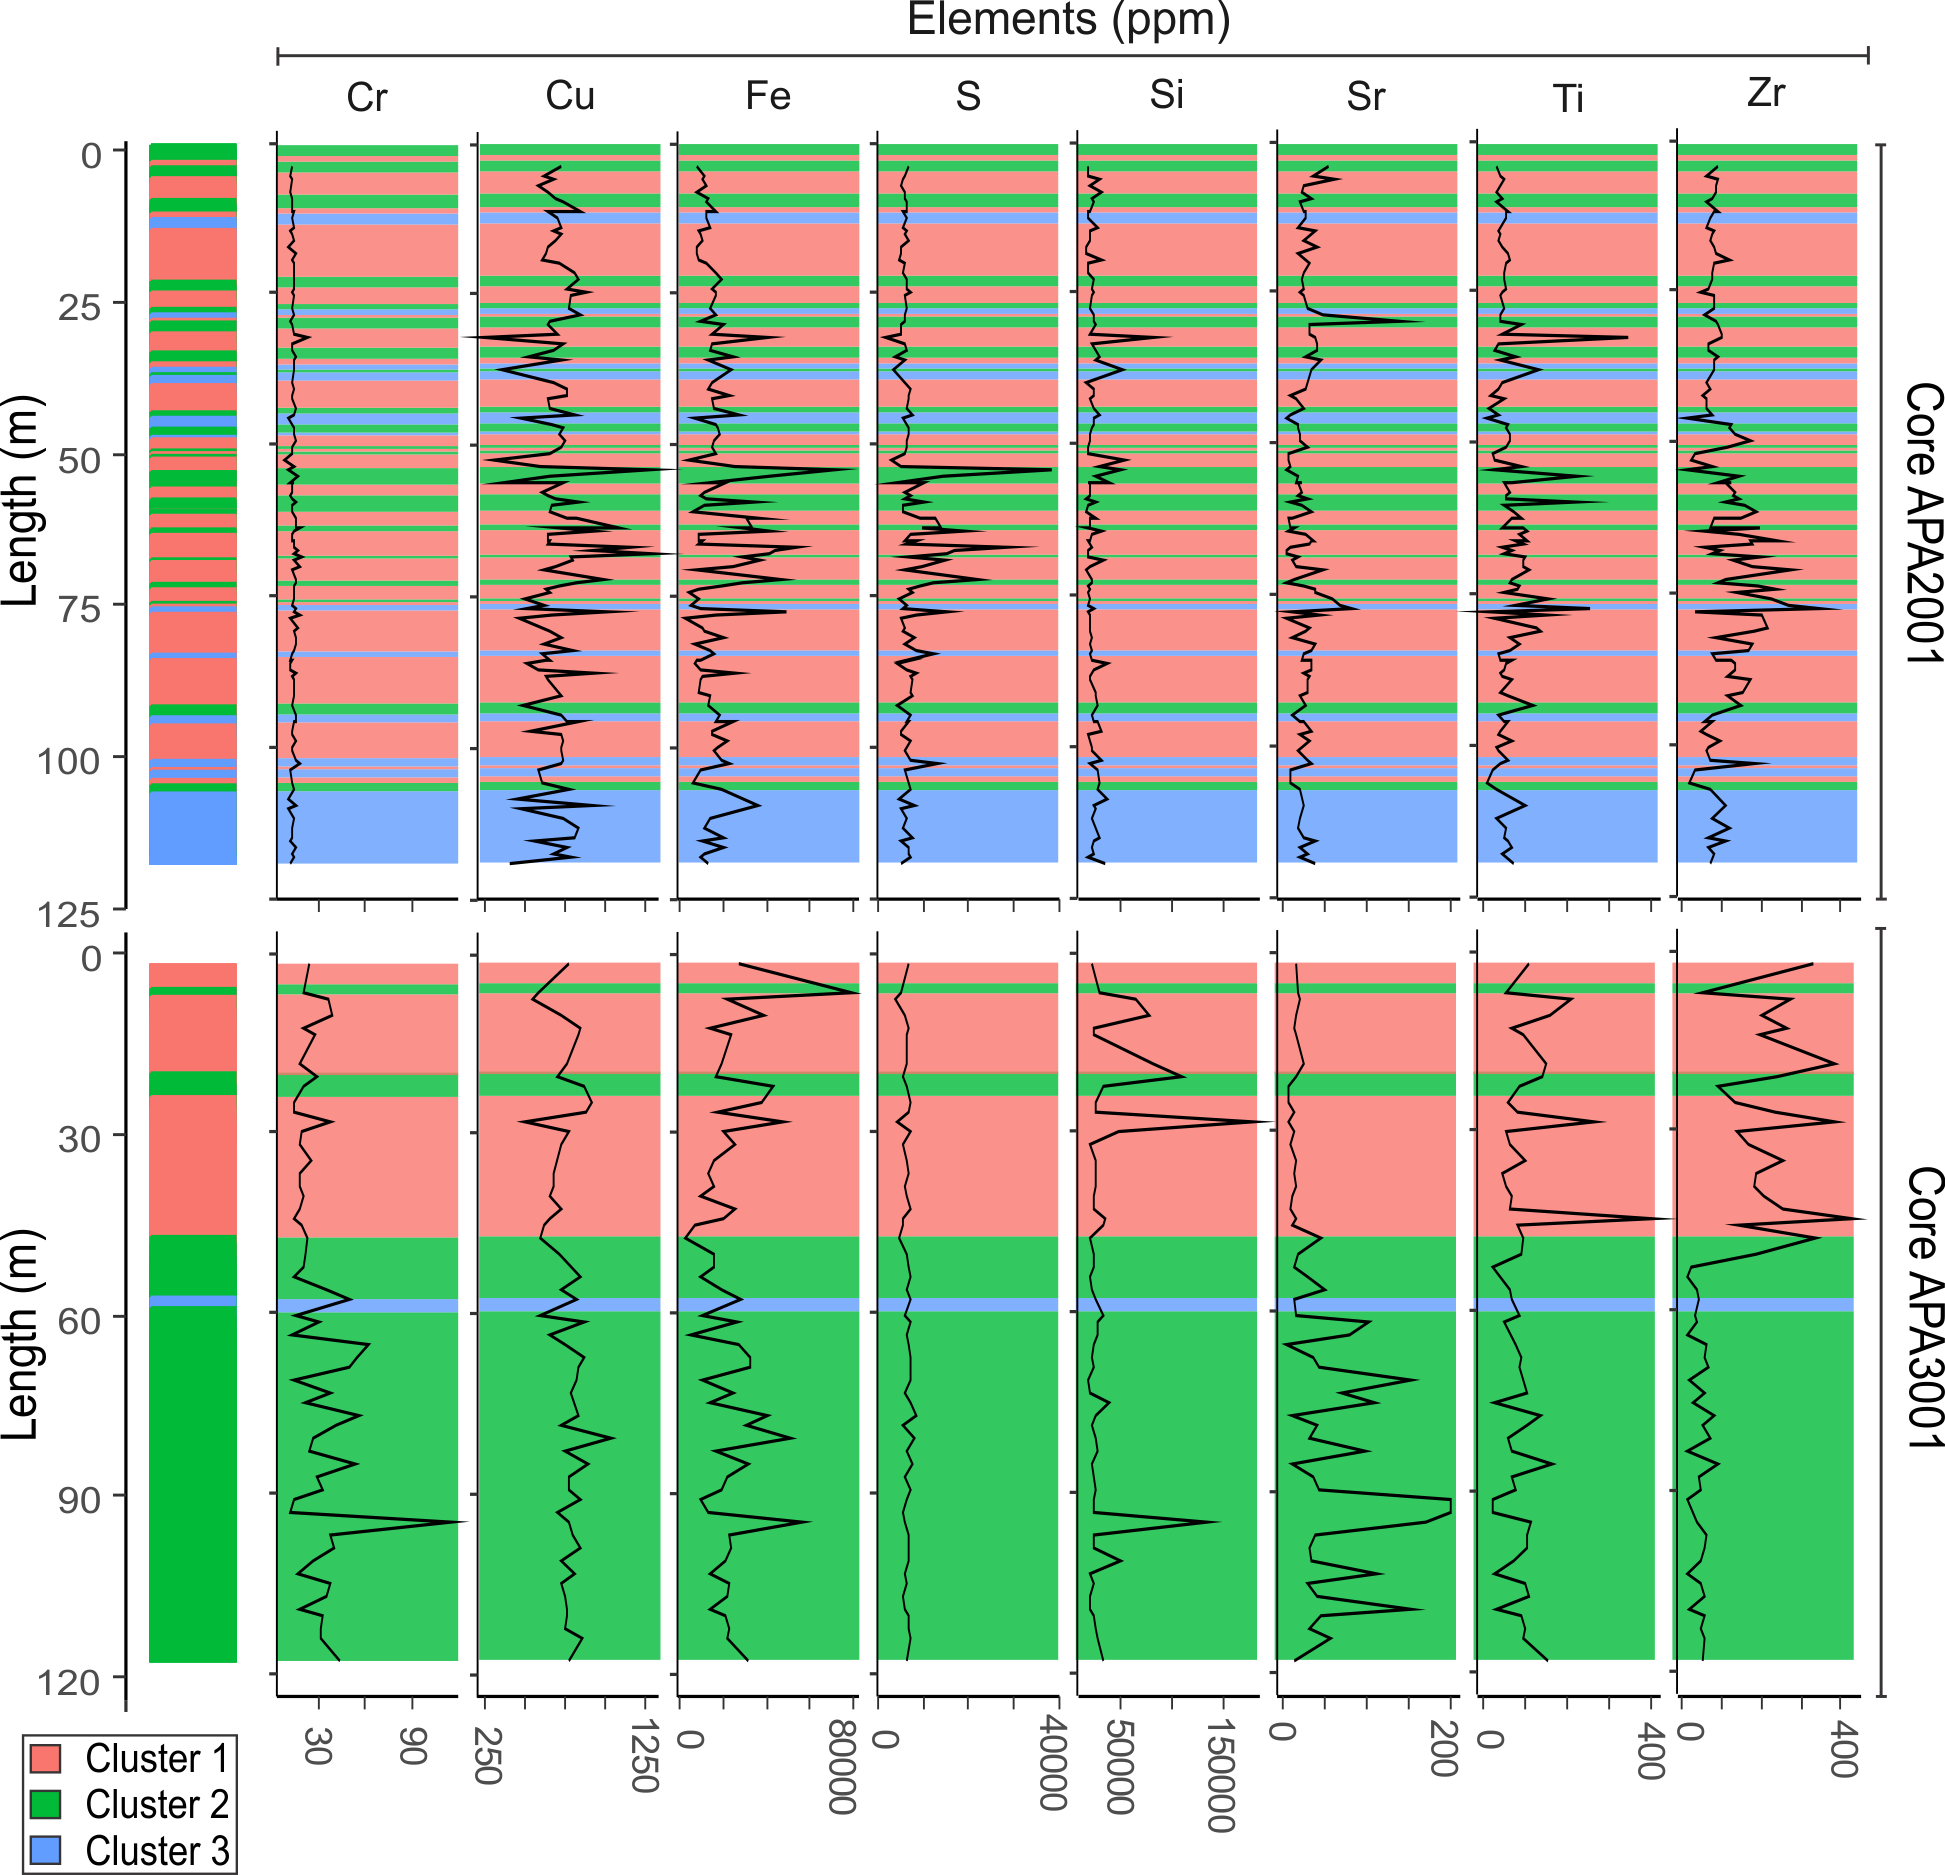 Elements (ppm)
Cr Cu Fe S Si Sr Ti Zr
0
25
50
75
100
125
Length (m)
Core APA2001
0
30
60
90
120
Length (m)
Core APA3001
30 90 250 1250 0 80000 0 40000 50000 150000 0 200 0 400 0 4000
Cluster 1
Cluster 2
Cluster 3